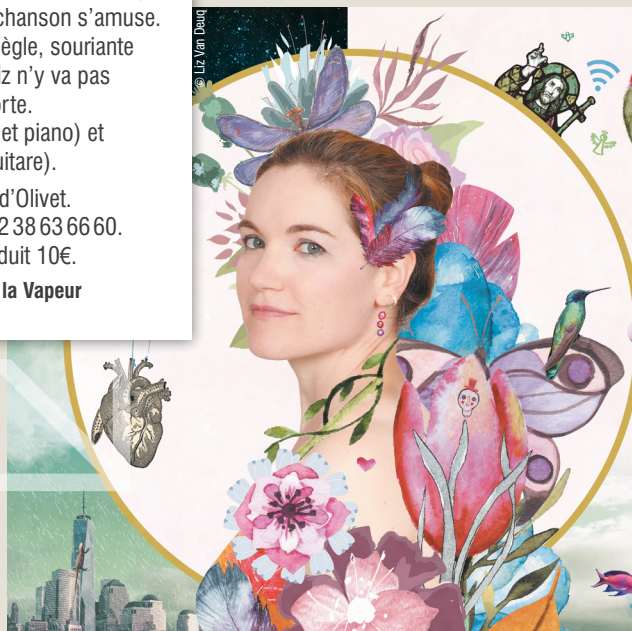 chanson s’amuse.
ègle, souriante
iz n’y va pas
orte.
et piano) et
uitare).
d’Olivet.
2 38 63 66 60.
duit 10€.
la Vapeur
© Liz Van Deuq